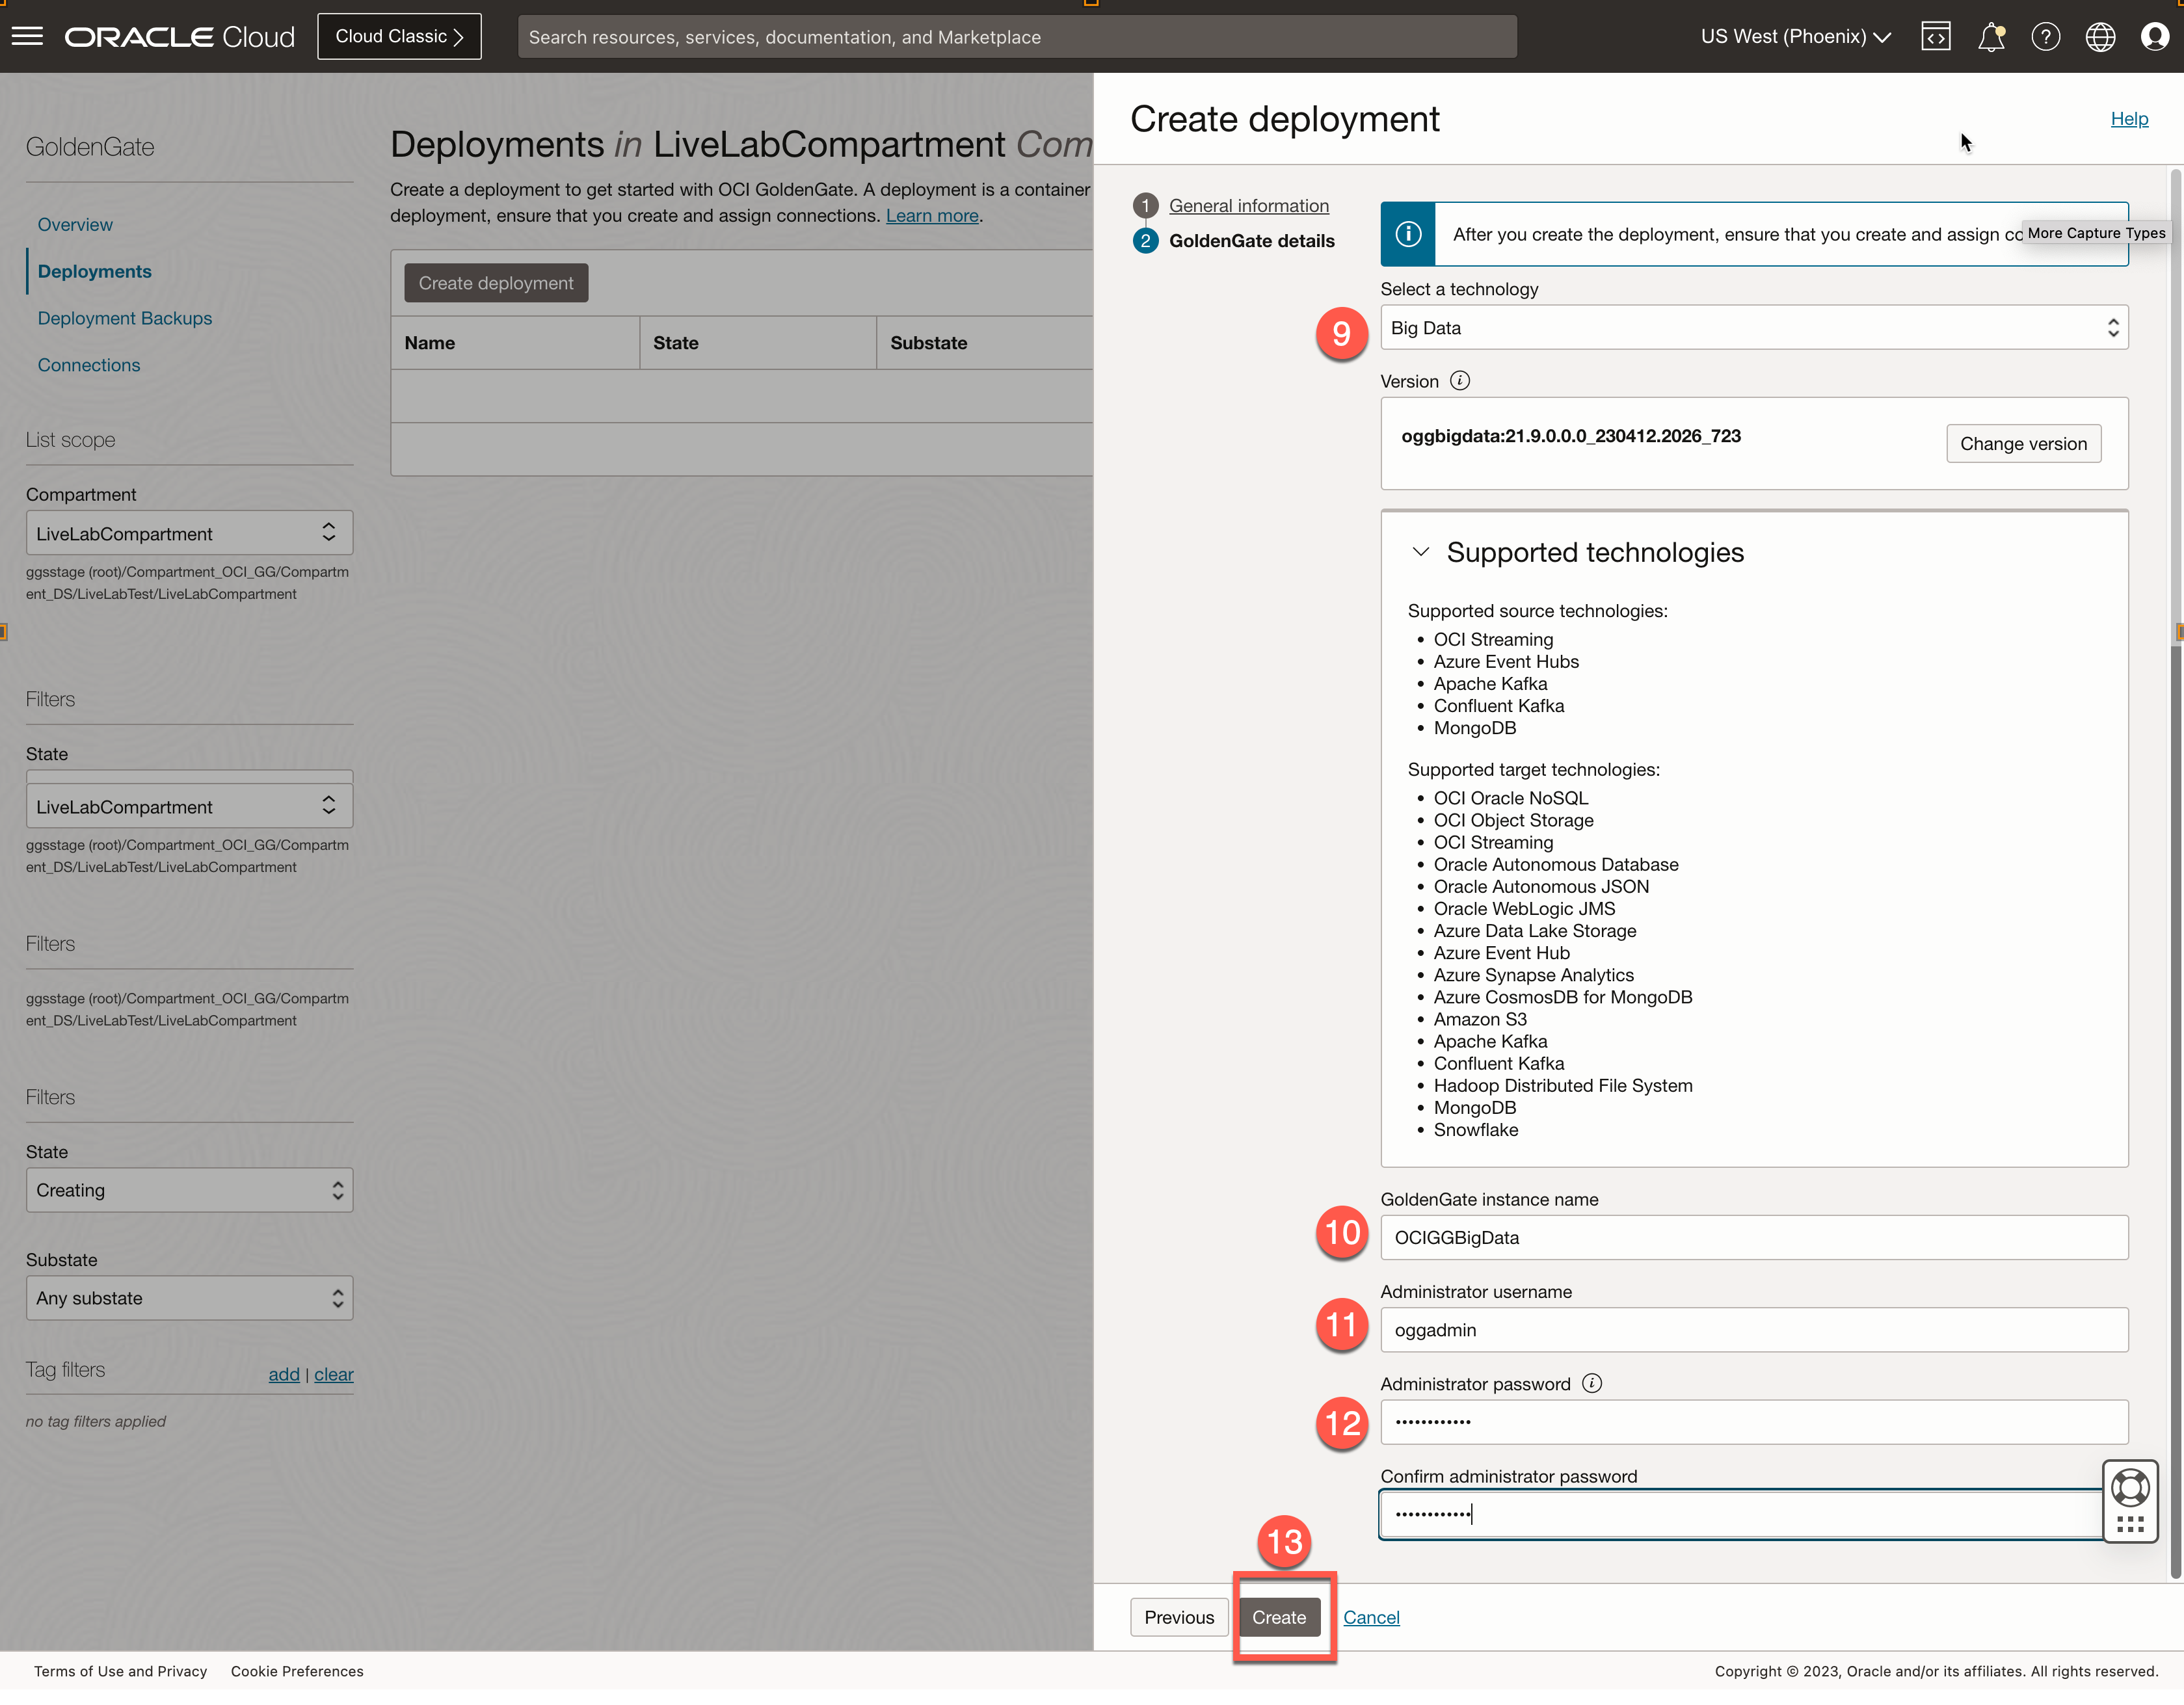 ORACLE Cloud
Cloud Classic
Search resources, services, documentation, and Marketplace
US West (Phoenix)
GoldenGate
Overview
Deployments
Deployment Backups
Connections
List scope
Compartment
LiveLabCompartment
ggsstage (root)/Compartment_OCI_GG/Compartm
ent_DS/LiveLabTest/LiveLabCompartment
Filters
State
LiveLabCompartment
ggsstage (root)/Compartment_OCI_GG/Compartm
ent_DS/LiveLabTest/LiveLabCompartment
Filters
ggsstage (root)/Compartment_OCI_GG/Compartm
ent_DS/LiveLabTest/LiveLabCompartment
Filters
State
Creating
Substate
Any substate
Tag filters add | clear
no tag filters applied
Deployments in LiveLabCompartment Com
Create a deployment to get started with OCI GoldenGate. A deployment is a container
deployment, ensure that you create and assign connections. Learn more.
Create deployment
Name State Substate
Create deployment
Help
1 General information
2 GoldenGate details
After you create the deployment, ensure that you create and assign co
More Capture Types
Select a technology
9 Big Data
Version
oggbigdata:21.9.0.0.0_230412.2026_723
Change version
Supported technologies
Supported source technologies:
• OCI Streaming
• Azure Event Hubs
• Apache Kafka
• Confluent Kafka
• MongoDB
Supported target technologies:
• OCI Oracle NoSQL
• OCI Object Storage
• OCI Streaming
• Oracle Autonomous Database
• Oracle Autonomous JSON
• Oracle WebLogic JMS
• Azure Data Lake Storage
• Azure Event Hub
• Azure Synapse Analytics
• Azure CosmosDB for MongoDB
• Amazon S3
• Apache Kafka
• Confluent Kafka
• Hadoop Distributed File System
• MongoDB
• Snowflake
GoldenGate instance name
10 OCIGGBigData
Administrator username
11 oggadmin
Administrator password
12 ••••••••••••
Confirm administrator password
••••••••••••
13
Previous Create Cancel
Terms of Use and Privacy Cookie Preferences
Copyright © 2023, Oracle and/or its affiliates. All rights reserved.